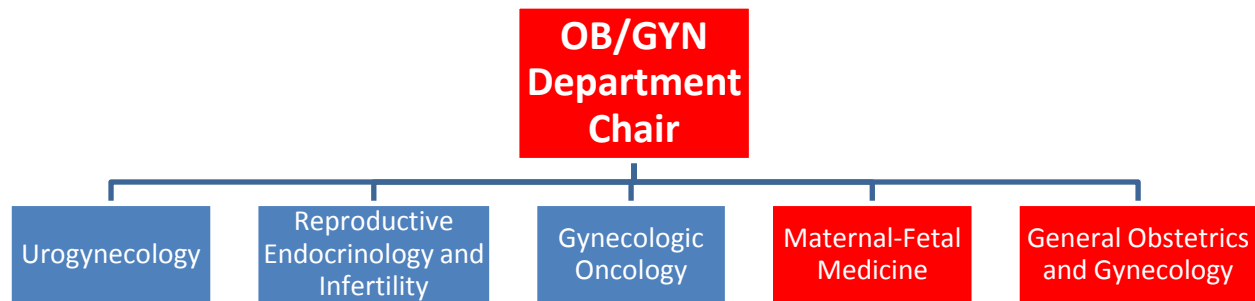 OB/GYN
Department
Chair
Urogynecology
Reproductive
Endocrinology and
Infertility
Gynecologic
Oncology
Maternal-Fetal
Medicine
General Obstetrics
and Gynecology